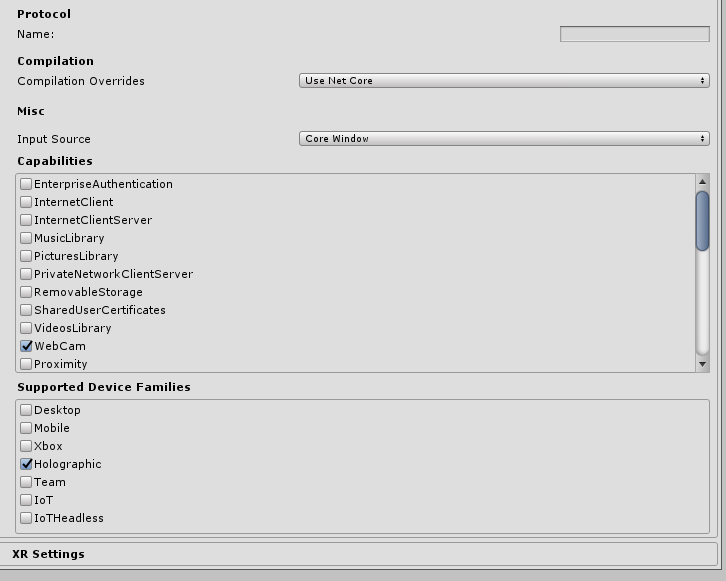 Protocol
Name:
Compilation
Compilation Overrides Use Net Core
Misc
Input Source Core Window
Capabilities
EnterpriseAuthentication
InternetClient
InternetClientServer
MusicLibrary
PicturesLibrary
PrivateNetworkClientServer
RemovableStorage
SharedUserCertificates
VideosLibrary
WebCam
Proximity
Supported Device Families
Desktop
Mobile
Xbox
Holographic
Team
IoT
IoTHeadless
XR Settings